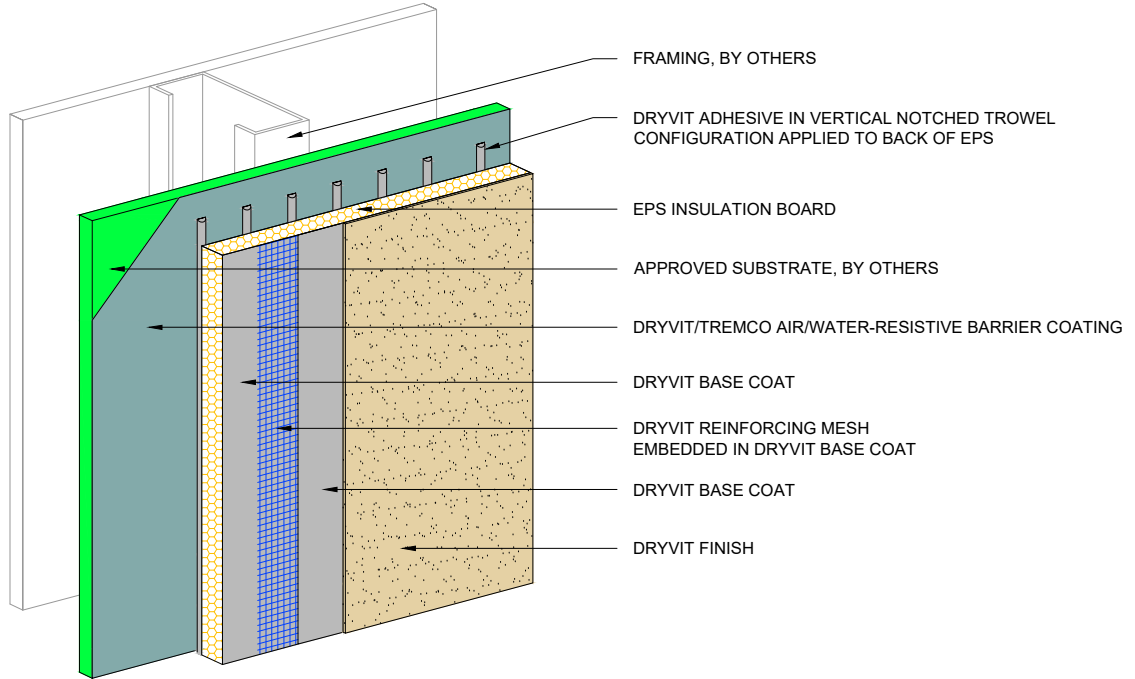 FRAMING, BY OTHERS
DRYVIT ADHESIVE IN VERTICAL NOTCHED TROWEL
CONFIGURATION APPLIED TO BACK OF EPS
EPS INSULATION BOARD
APPROVED SUBSTRATE, BY OTHERS
DRYVIT/TREMCO AIR/WATER-RESISTIVE BARRIER COATING
DRYVIT BASE COAT
DRYVIT REINFORCING MESH
EMBEDDED IN DRYVIT BASE COAT
DRYVIT BASE COAT
DRYVIT FINISH